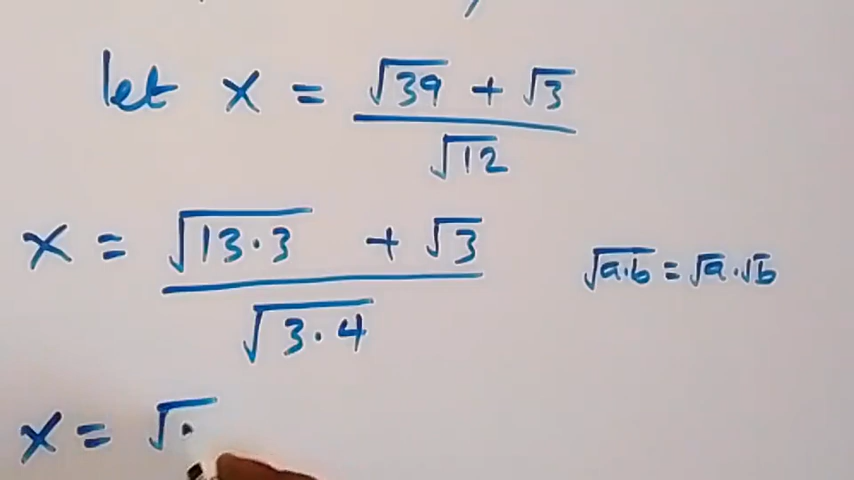 let x = (√39 + √3) / √12
x = (√13·3 + √3) / √3·4
√a·b = √a·√b
x = √